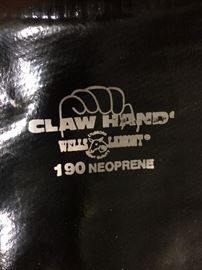 CLAW HAND®
WELLS LAMONT®
190 NEOPRENE